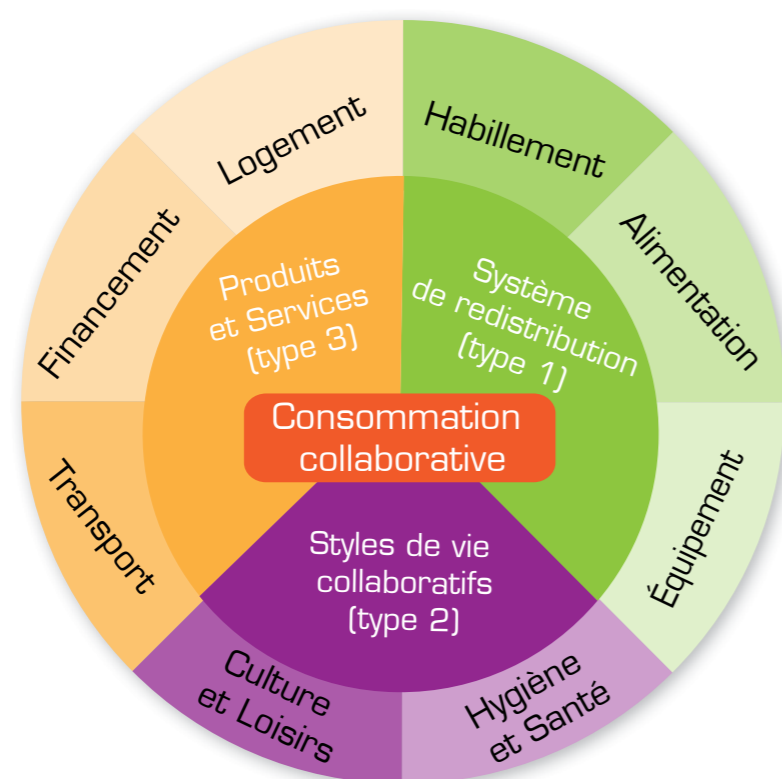 Logement
Habillement
Financement
Alimentation
Produits
et Services
(type 3)
Système
de redistribution
(type 1)
Consommation
collaborative
Transport
Équipement
Styles de vie
collaboratifs
(type 2)
Culture
et Loisirs
Hygiène
et Santé